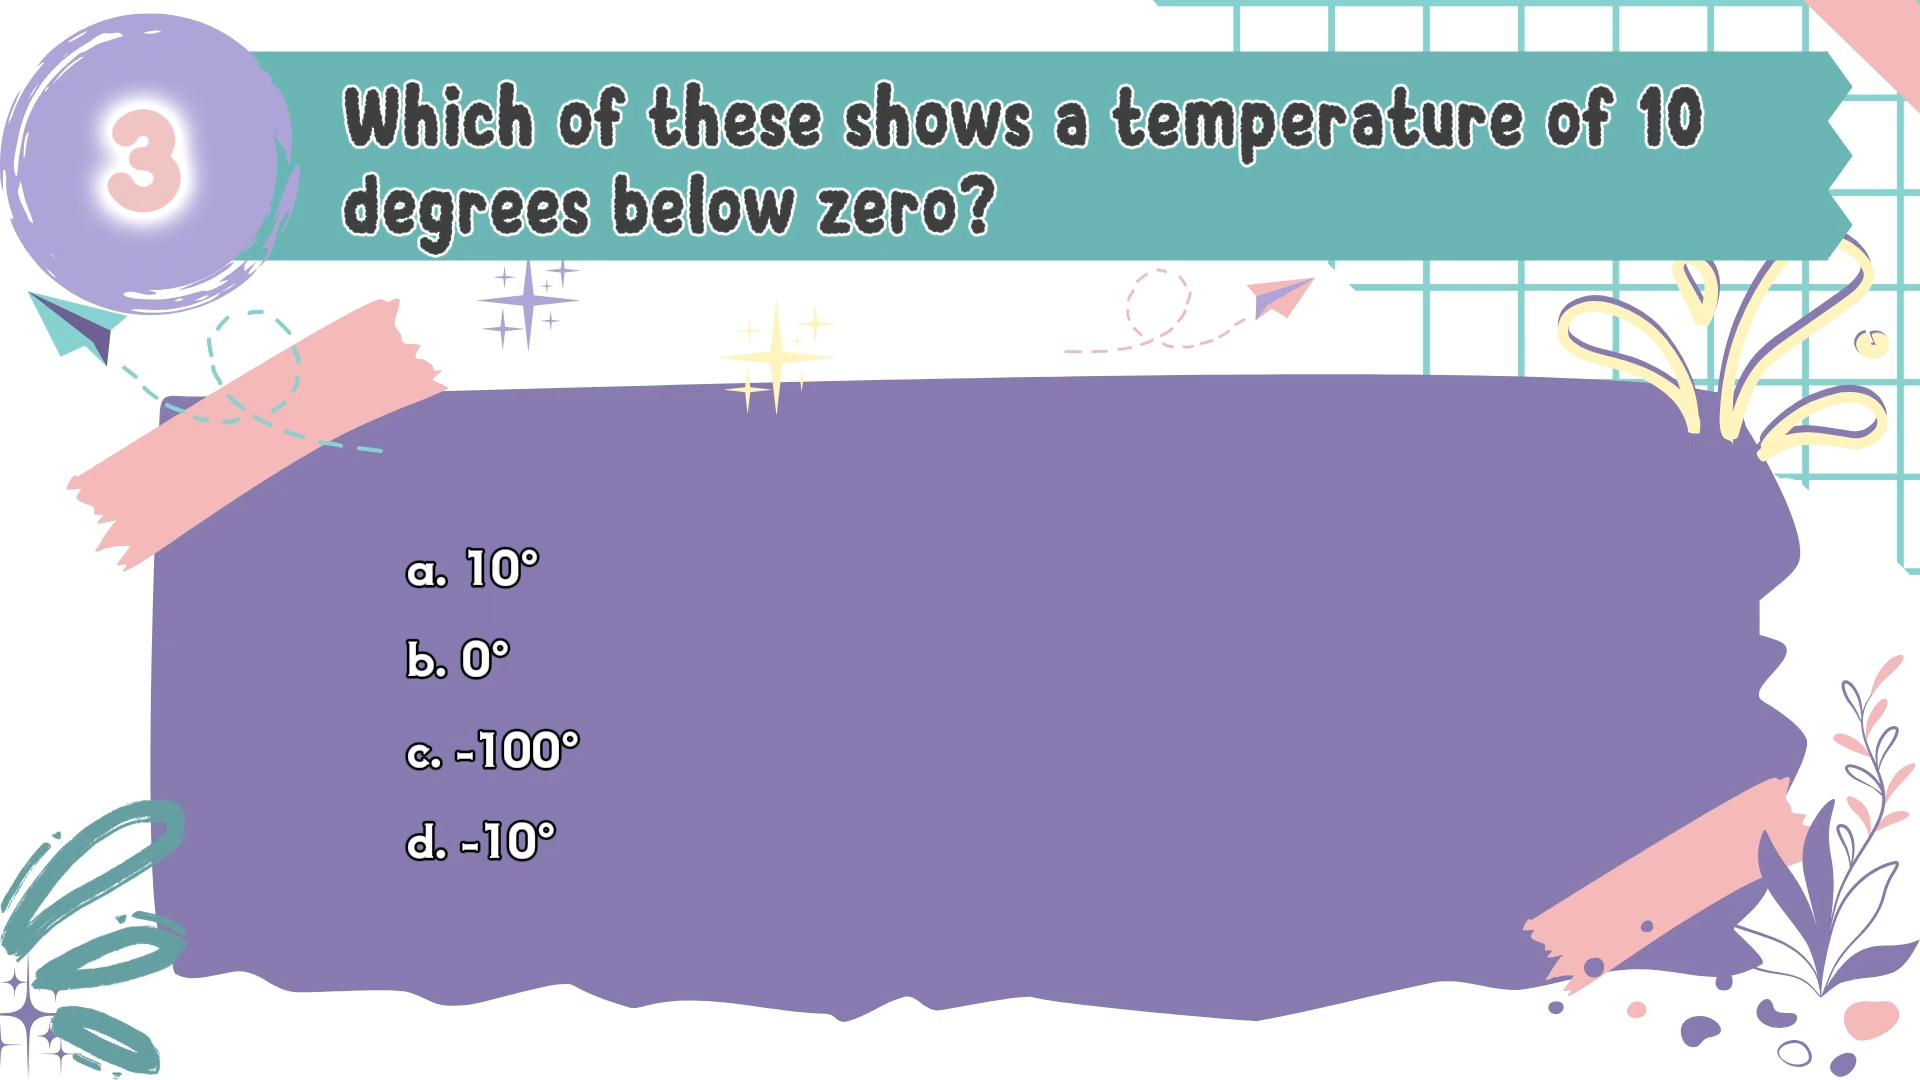 3
Which of these shows a temperature of 10
degrees below zero?
a. 10°
b. 0°
c. -100°
d. -10°